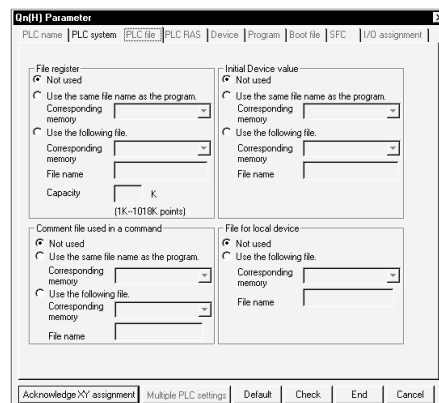 Qn(H) Parameter
PLC name PLC system PLC file PLC RAS Device Program Boot file SFC I/O assignment
File register
Not used
Use the same file name as the program.
Corresponding
memory
Use the following file.
Corresponding
memory
File name
Capacity K
(1K--1018K points)
Initial Device value
Not used
Use the same file name as the program.
Corresponding
memory
Use the following file.
Corresponding
memory
File name
Comment file used in a command
Not used
Use the same file name as the program.
Corresponding
memory
Use the following file.
Corresponding
memory
File name
File for local device
Not used
Use the following file.
Corresponding
memory
File name
Acknowledge XY assignment Multiple PLC settings Default Check End Cancel